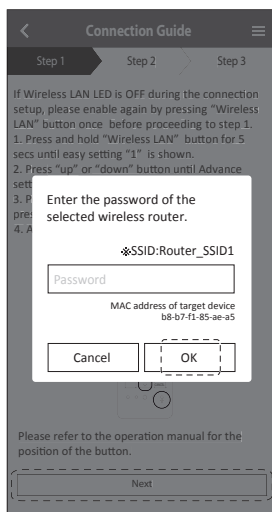 Connection Guide
Step 1 Step 2 Step 3
If Wireless LAN LED is OFF during the connection
setup, please enable again by pressing "Wireless
LAN" button once before proceeding to step 1.
1. Press and hold "Wireless LAN" button for 5
secs until easy setting "1" is shown.
2. Press "up" or "down" button until Advance
3.
4.
Enter the password of the
selected wireless router.
※SSID:Router_SSID1
Password
MAC address of target device
b8-b7-f1-85-ae-a5
Cancel OK
Please refer to the operation manual for the
position of the button.
Next